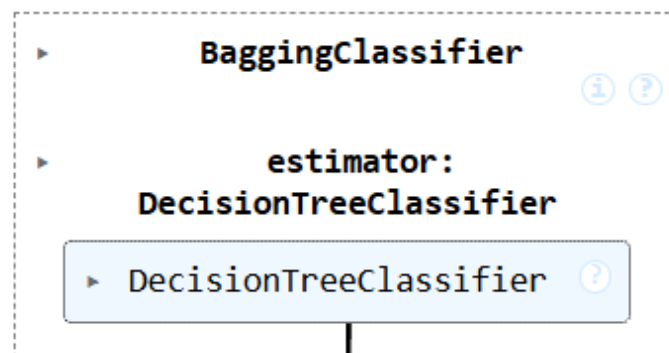 BaggingClassifier
i ?
estimator:
DecisionTreeClassifier
DecisionTreeClassifier ?